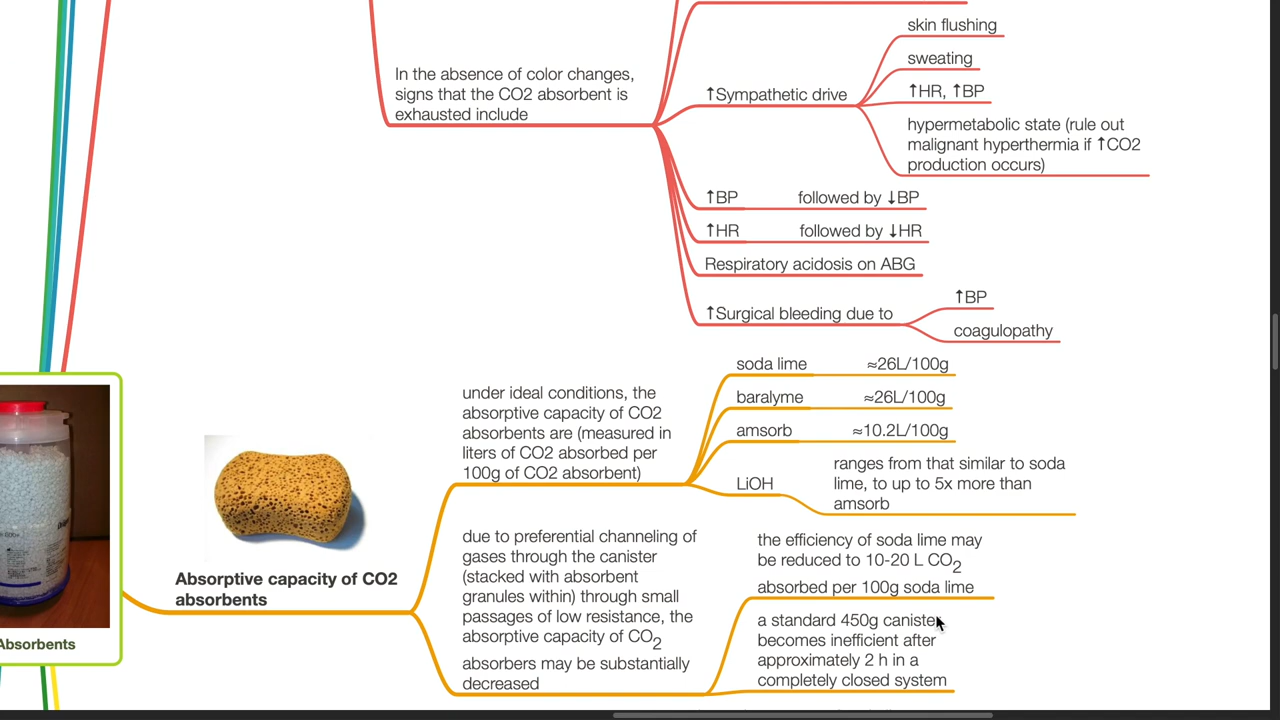 In the absence of color changes,
signs that the CO2 absorbent is
exhausted include
↑Sympathetic drive
skin flushing
sweating
↑HR, ↑BP
hypermetabolic state (rule out
malignant hyperthermia if ↑CO2
production occurs)
↑BP followed by ↓BP
↑HR followed by ↓HR
Respiratory acidosis on ABG
↑Surgical bleeding due to
↑BP
coagulopathy
Absorbents
Absorptive capacity of CO2
absorbents
under ideal conditions, the
absorptive capacity of CO2
absorbents are (measured in
liters of CO2 absorbed per
100g of CO2 absorbent)
soda lime ≈26L/100g
baralyme ≈26L/100g
amsorb ≈10.2L/100g
LiOH
ranges from that similar to soda
lime, to up to 5x more than
amsorb
due to preferential channeling of
gases through the canister
(stacked with absorbent
granules within) through small
passages of low resistance, the
absorptive capacity of CO2
absorbers may be substantially
decreased
the efficiency of soda lime may
be reduced to 10-20 L CO2
absorbed per 100g soda lime
a standard 450g canister
becomes inefficient after
approximately 2 h in a
completely closed system